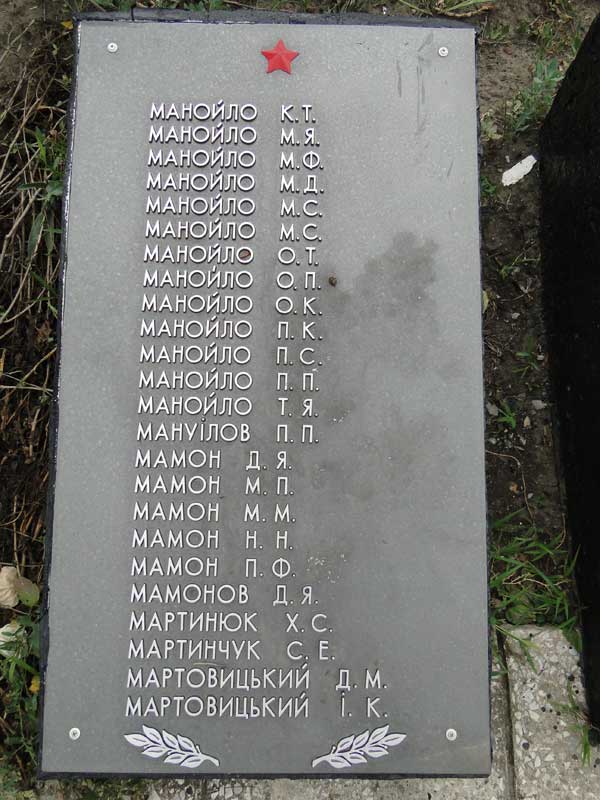 МАНОЙЛО К.Т.
МАНОЙЛО М.Я.
МАНОЙЛО М.Ф.
МАНОЙЛО М.Д.
МАНОЙЛО М.С.
МАНОЙЛО М.С.
МАНОЙЛО О.Т.
МАНОЙЛО О.П.
МАНОЙЛО О.К.
МАНОЙЛО П.К.
МАНОЙЛО П.С.
МАНОЙЛО П.П.
МАНОЙЛО Т.Я.
МАНУІЛОВ П.П.
МАМОН Д.Я.
МАМОН М.П.
МАМОН М.М.
МАМОН Н.Н.
МАМОН П.Ф.
МАМОНОВ Д.Я.
МАРТИНЮК Х.С.
МАРТИНЧУК С.Е.
МАРТОВИЦЬКИЙ Д.М.
МАРТОВИЦЬКИЙ І.К.